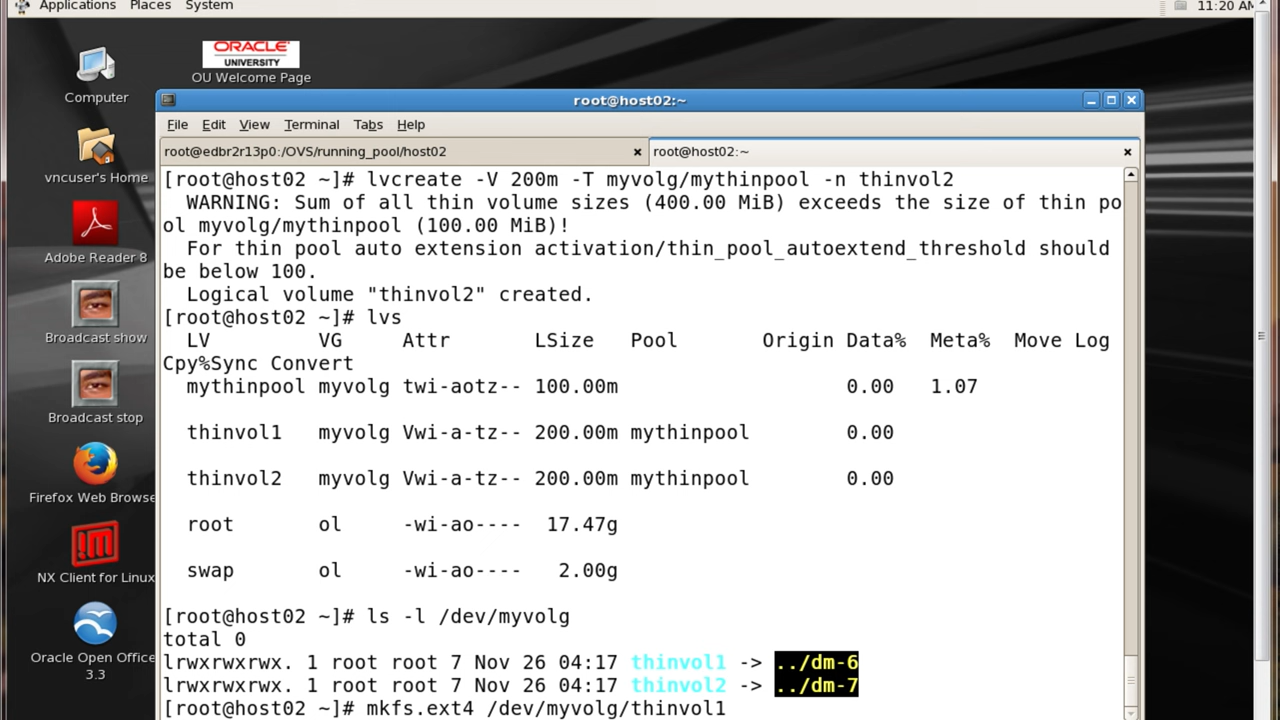 Applications Places System 11:20 AM
ORACLE
UNIVERSITY
OU Welcome Page
Computer
vncuser's Home
Adobe Reader 8
Broadcast show
Broadcast stop
Firefox Web Browse
NX Client for Linux
Oracle Open Office
3.3
root@host02:~
File Edit View Terminal Tabs Help
root@edbr2r13p0:/OVS/running_pool/host02 root@host02:~
[root@host02 ~]# lvcreate -V 200m -T myvolg/mythinpool -n thinvol2
WARNING: Sum of all thin volume sizes (400.00 MiB) exceeds the size of thin po
ol myvolg/mythinpool (100.00 MiB)!
For thin pool auto extension activation/thin_pool_autoextend_threshold should
be below 100.
Logical volume "thinvol2" created.
[root@host02 ~]# lvs
LV VG Attr LSize Pool Origin Data% Meta% Move Log
Cpy%Sync Convert
mythinpool myvolg twi-aotz-- 100.00m 0.00 1.07
thinvol1 myvolg Vwi-a-tz-- 200.00m mythinpool 0.00
thinvol2 myvolg Vwi-a-tz-- 200.00m mythinpool 0.00
root ol -wi-ao---- 17.47g
swap ol -wi-ao---- 2.00g
[root@host02 ~]# ls -l /dev/myvolg
total 0
lrwxrwxrwx. 1 root root 7 Nov 26 04:17 thinvol1 -> ../dm-6
lrwxrwxrwx. 1 root root 7 Nov 26 04:17 thinvol2 -> ../dm-7
[root@host02 ~]# mkfs.ext4 /dev/myvolg/thinvol1